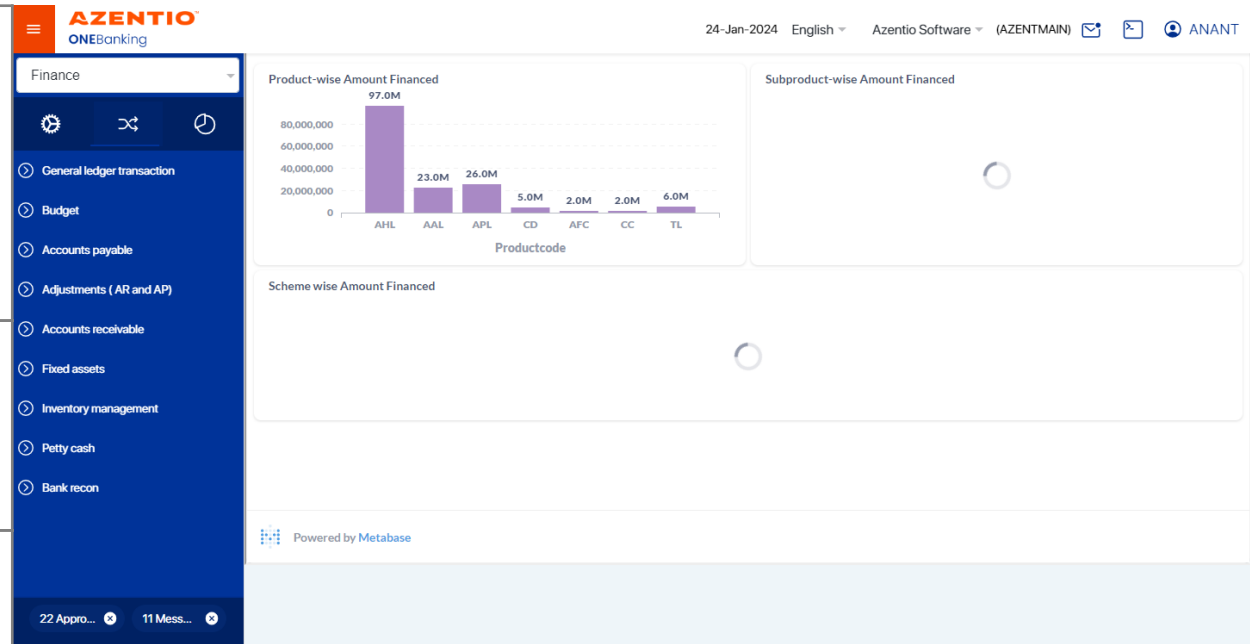 AZENTIO
ONEBanking
24-Jan-2024 English Azentio Software (AZENTMAIN) ANANT
Finance
General ledger transaction
Budget
Accounts payable
Adjustments ( AR and AP)
Accounts receivable
Fixed assets
Inventory management
Petty cash
Bank recon
22 Appro... 11 Mess...
Product-wise Amount Financed
97.0M
80,000,000
60,000,000
40,000,000
20,000,000
0
23.0M 26.0M 5.0M 2.0M 2.0M 6.0M
AHL AAL APL CD AFC CC TL
Productcode
Subproduct-wise Amount Financed
Scheme wise Amount Financed
Powered by Metabase